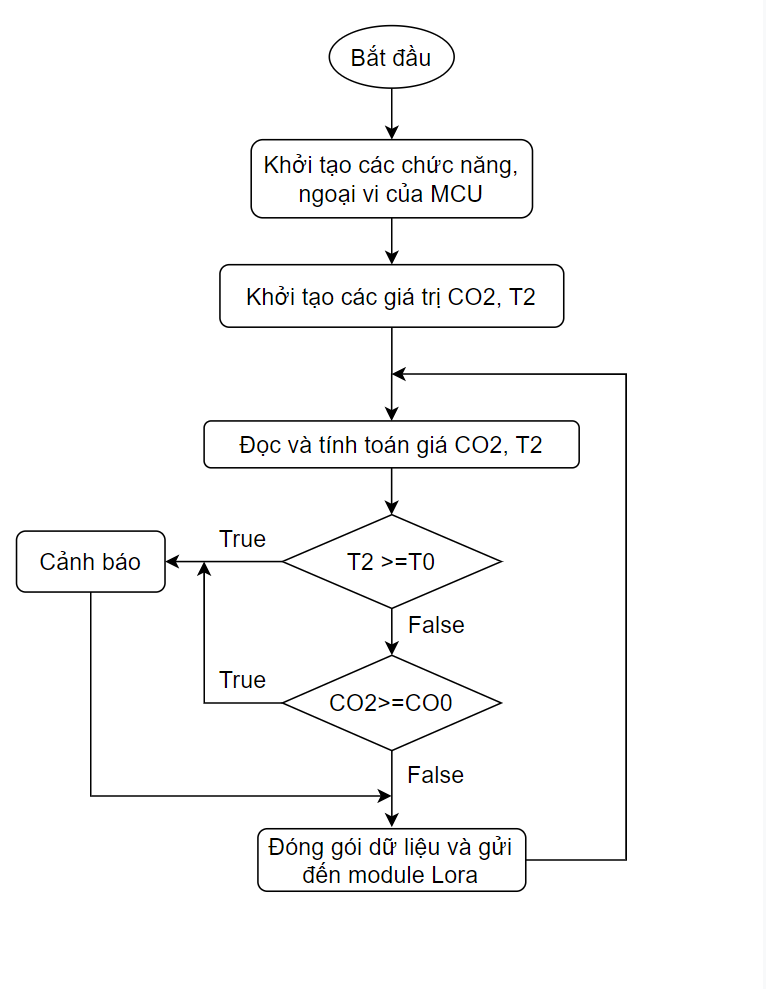 Bắt đầu
Khởi tạo các chức năng,
ngoại vi của MCU
Khởi tạo các giá trị CO2, T2
Đọc và tính toán giá CO2, T2
True
Cảnh báo
T2 >=T0
False
True
CO2>=CO0
False
Đóng gói dữ liệu và gửi
đến module Lora